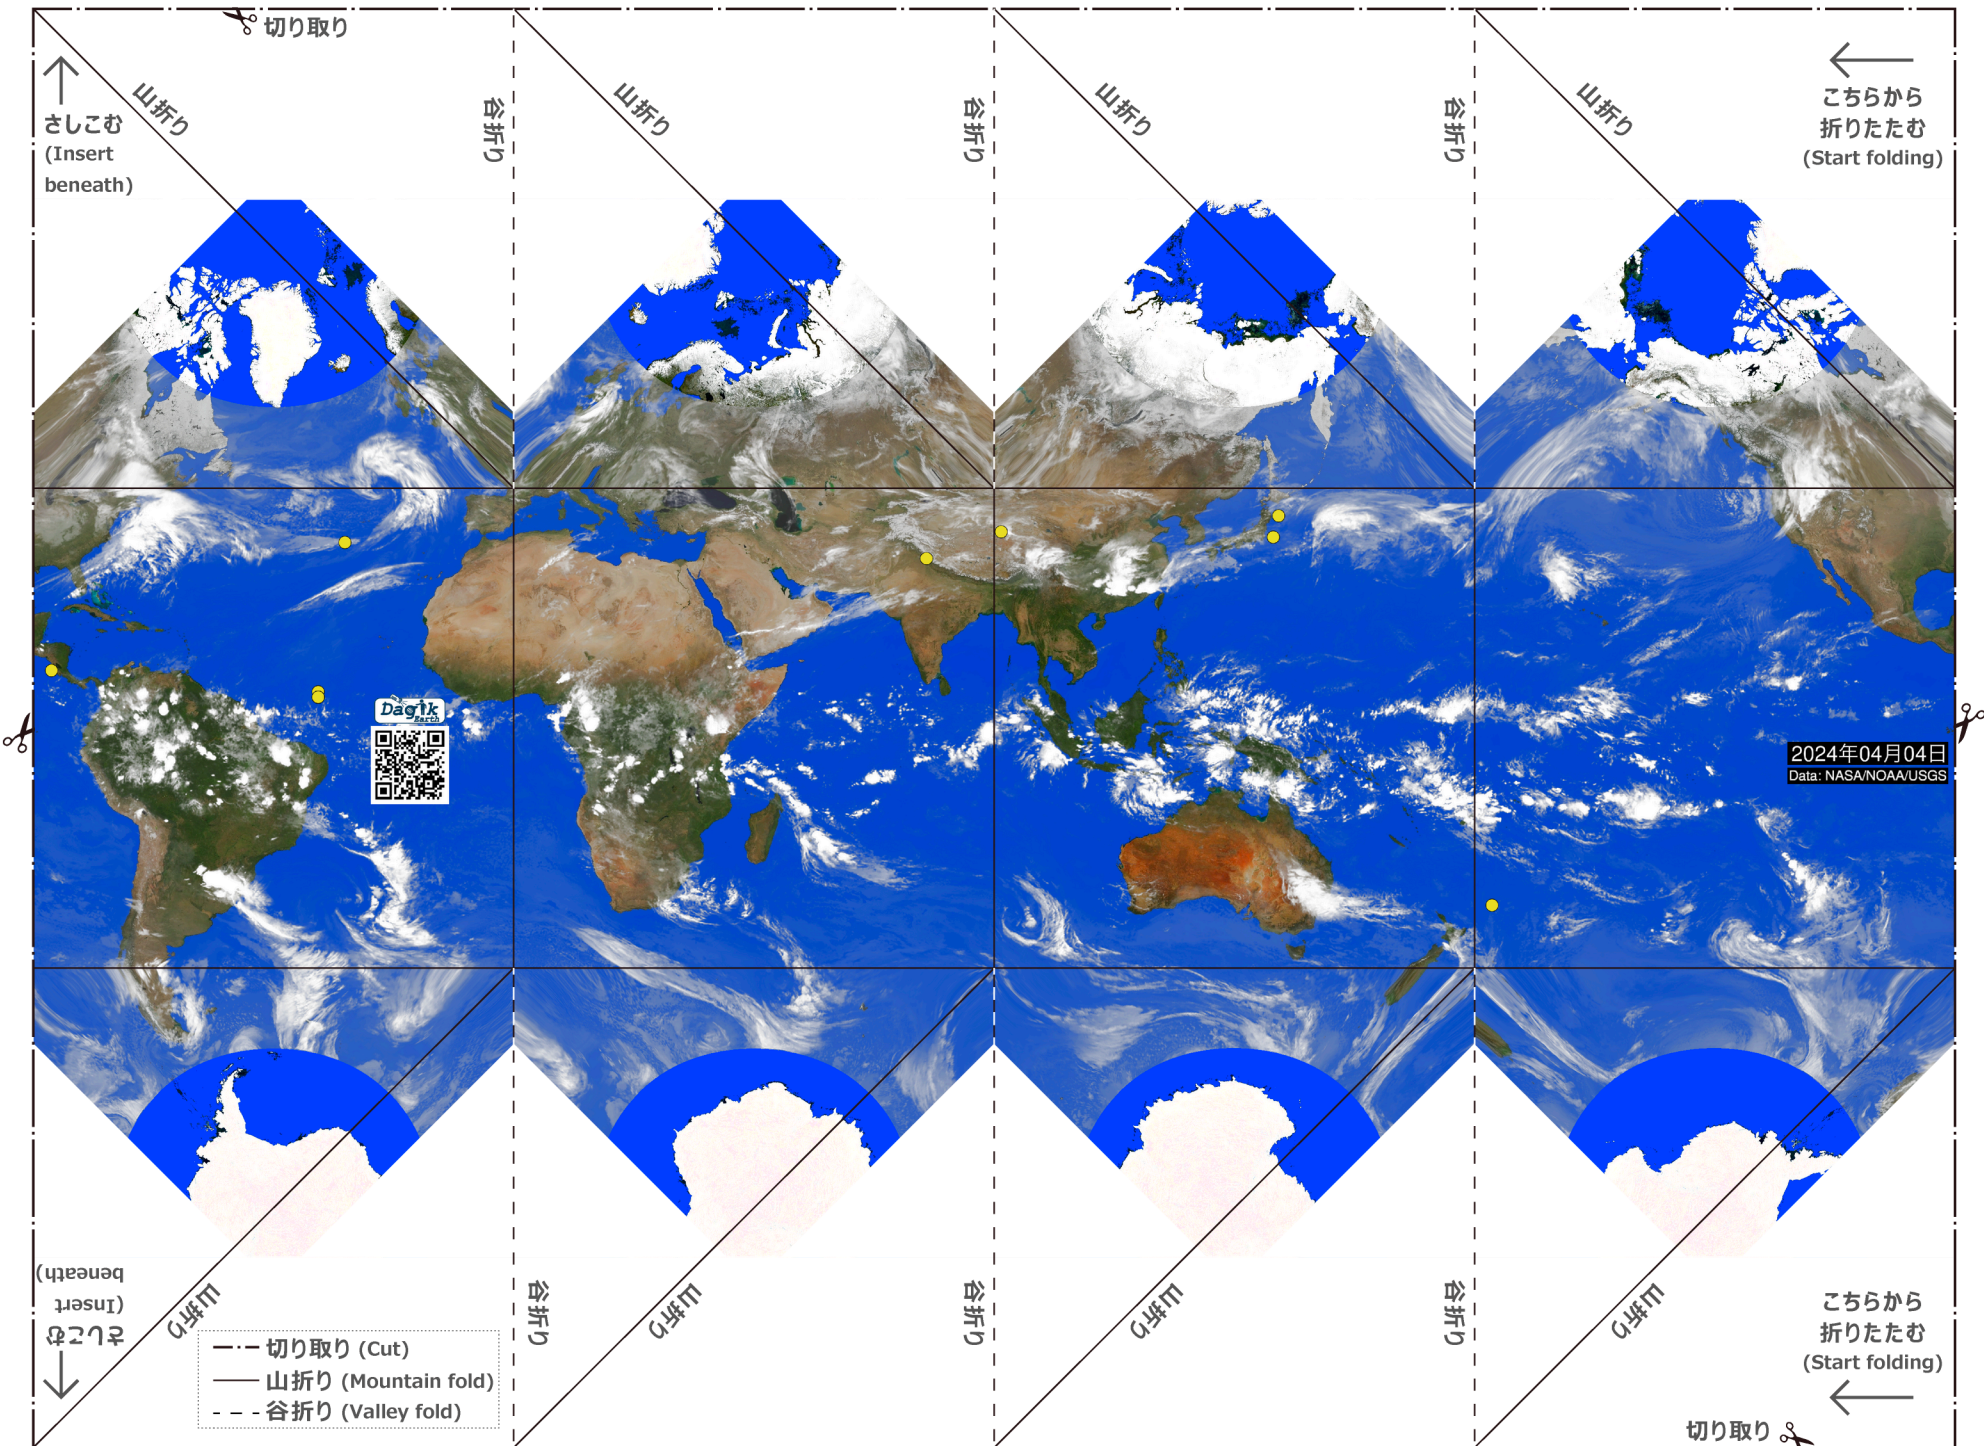 切り取り
山折り
山折り
山折り
山折り
谷折り
谷折り
谷折り
さしこむ
(Insert
beneath)
こちらから
折りたたむ
(Start folding)
Dagik
Earth
2024年04月04日
Data: NASA/NOAA/USGS
さしこむ
(Insert
beneath)
山折り
山折り
山折り
山折り
谷折り
谷折り
谷折り
こちらから
折りたたむ
(Start folding)
切り取り (Cut)
山折り (Mountain fold)
谷折り (Valley fold)
切り取り